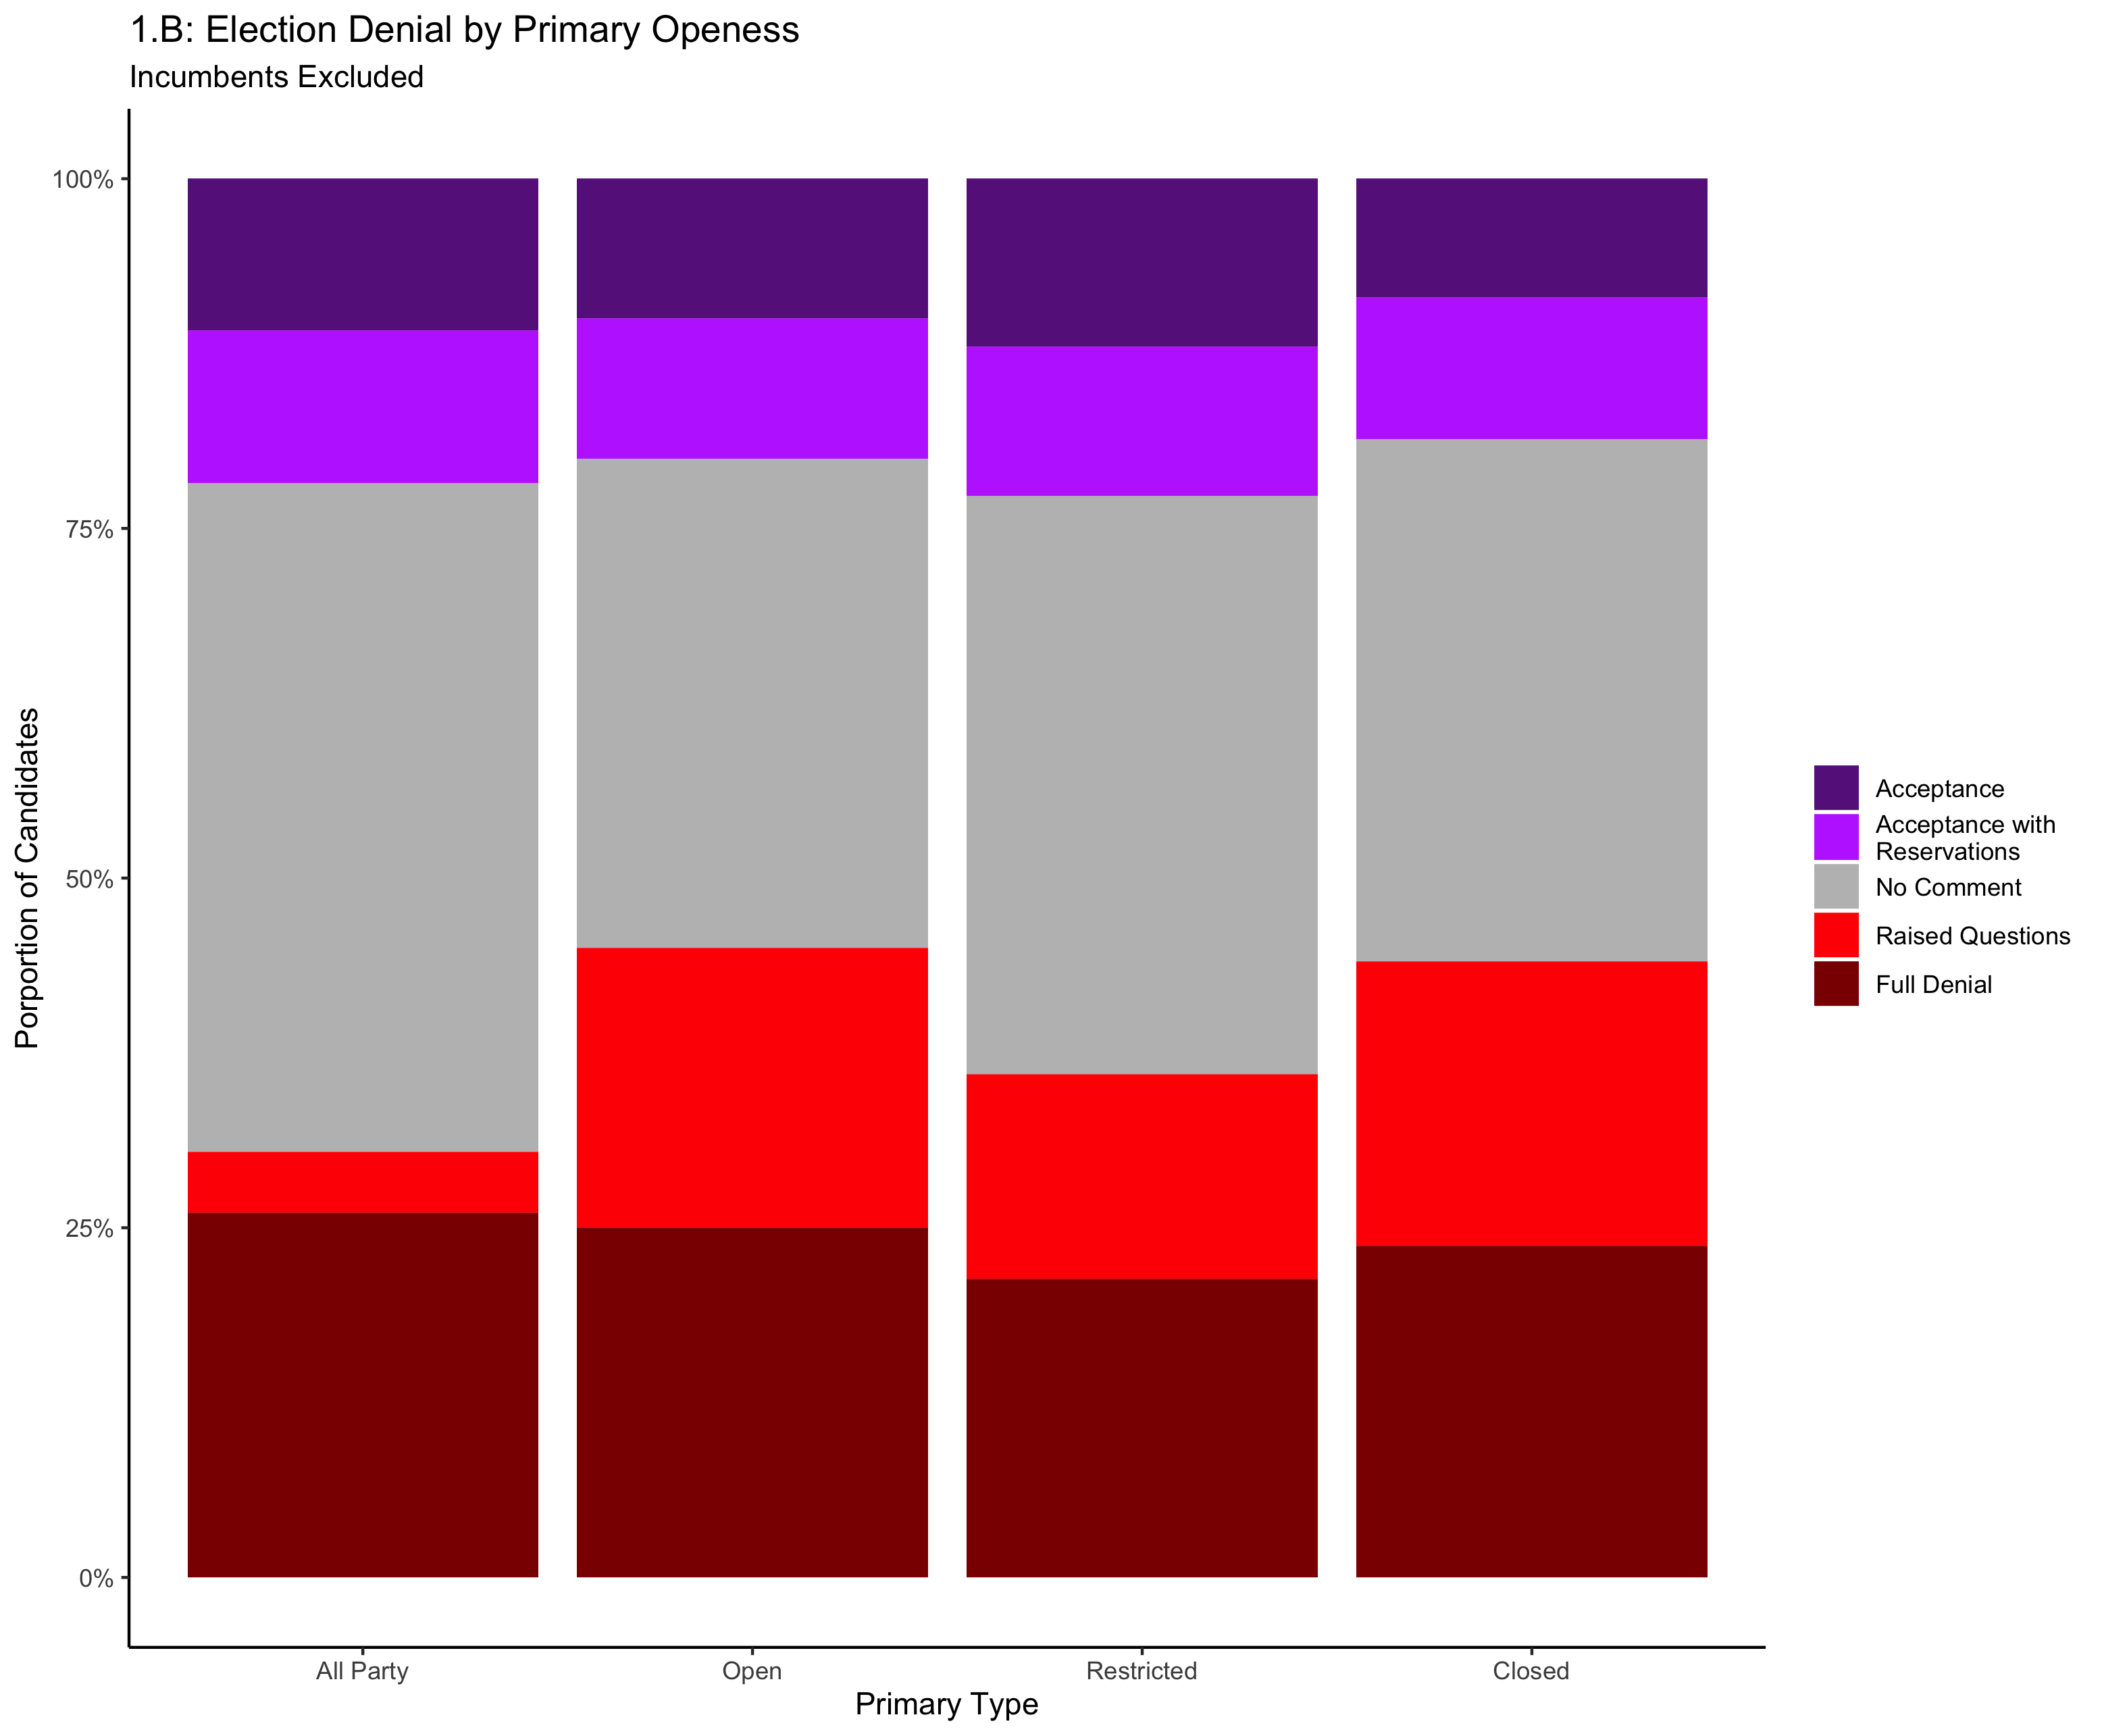 1.B: Election Denial by Primary Openess
Incumbents Excluded
Porportion of Candidates
100%
75%
50%
25%
0%
All Party
Open
Restricted
Closed
Primary Type
Acceptance
Acceptance with
Reservations
No Comment
Raised Questions
Full Denial